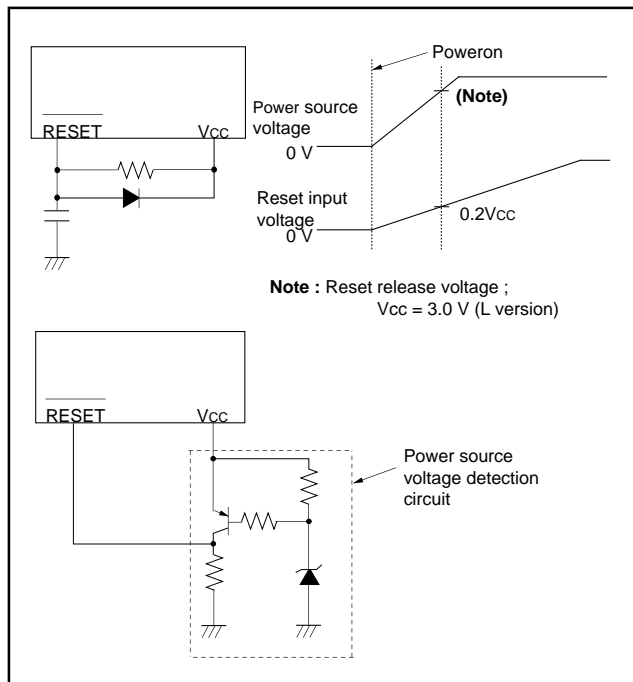 RESET
VCC
Poweron
(Note)
Power source
voltage
0 V
Reset input
voltage
0 V
0.2VCC
Note : Reset release voltage ;
Vcc = 3.0 V (L version)
RESET
VCC
Power source
voltage detection
circuit